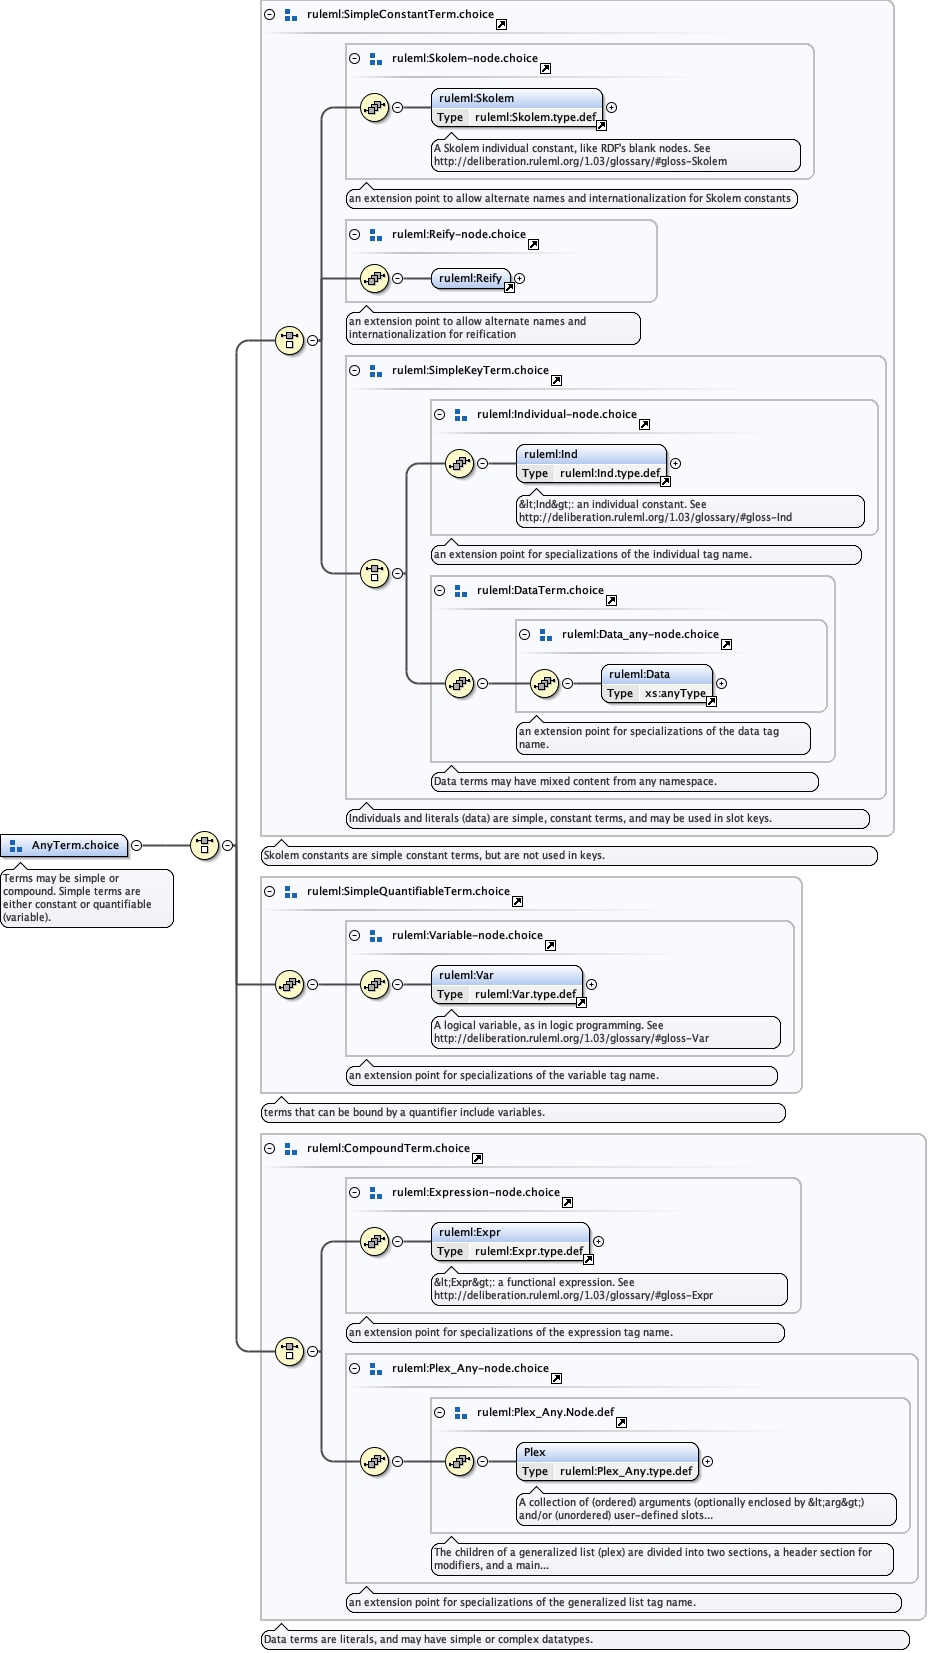 ruleml:SimpleConstantTerm.choice
ruleml:Skolem-node.choice
ruleml:Skolem
Type ruleml:Skolem.type.def
A Skolem individual constant, like RDF's blank nodes. See
http://deliberation.ruleml.org/1.03/glossary/#gloss-Skolem
an extension point to allow alternate names and internationalization for Skolem constants
ruleml:Reify-node.choice
ruleml:Reify
an extension point to allow alternate names and
internationalization for reification
ruleml:SimpleKeyTerm.choice
ruleml:Individual-node.choice
ruleml:Ind
Type ruleml:Ind.type.def
&lt;Ind&gt;: an individual constant. See
http://deliberation.ruleml.org/1.03/glossary/#gloss-Ind
an extension point for specializations of the individual tag name.
ruleml:DataTerm.choice
ruleml:Data_any-node.choice
ruleml:Data
Type xs:anyType
an extension point for specializations of the data tag
name.
Data terms may have mixed content from any namespace.
Individuals and literals (data) are simple, constant terms, and may be used in slot keys.
Skolem constants are simple constant terms, but are not used in keys.
AnyTerm.choice
Terms may be simple or
compound. Simple terms are
either constant or quantifiable
(variable).
ruleml:SimpleQuantifiableTerm.choice
ruleml:Variable-node.choice
ruleml:Var
Type ruleml:Var.type.def
A logical variable, as in logic programming. See
http://deliberation.ruleml.org/1.03/glossary/#gloss-Var
an extension point for specializations of the variable tag name.
terms that can be bound by a quantifier include variables.
ruleml:CompoundTerm.choice
ruleml:Expression-node.choice
ruleml:Expr
Type ruleml:Expr.type.def
&lt;Expr&gt;: a functional expression. See
http://deliberation.ruleml.org/1.03/glossary/#gloss-Expr
an extension point for specializations of the expression tag name.
ruleml:Plex_Any-node.choice
ruleml:Plex_Any.Node.def
Plex
Type ruleml:Plex_Any.type.def
A collection of (ordered) arguments (optionally enclosed by &lt;arg&gt;)
and/or (unordered) user-defined slots...
The children of a generalized list (plex) are divided into two sections, a header section for
modifiers, and a main...
an extension point for specializations of the generalized list tag name.
Data terms are literals, and may have simple or complex datatypes.